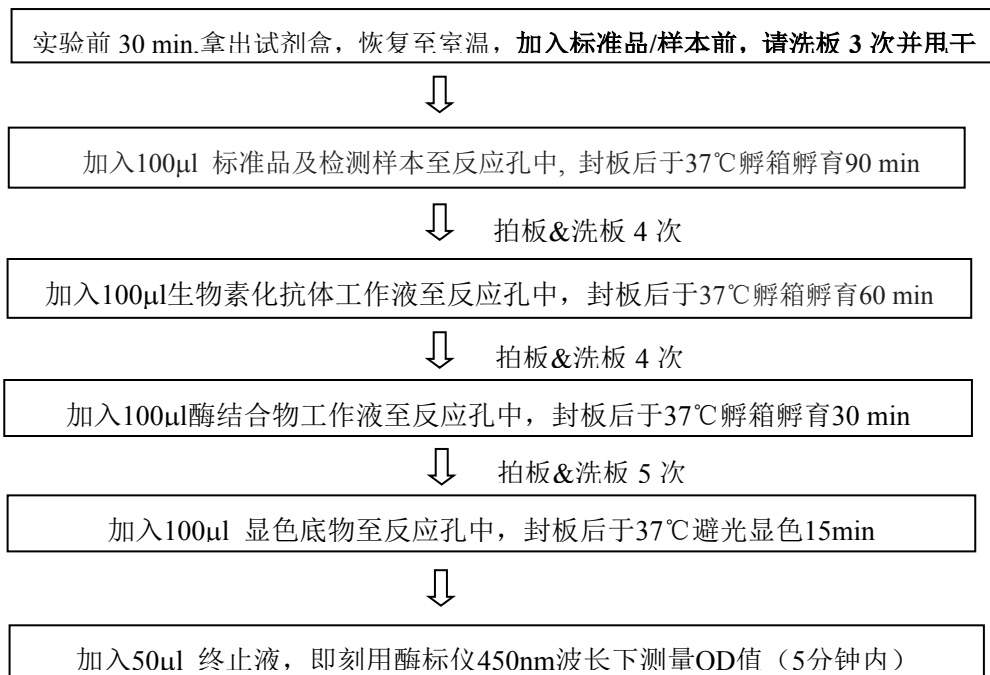 实验前 30 min,拿出试剂盒，恢复至室温，加入标准品/样本前，请洗板 3 次并甩干
加入100μl 标准品及检测样本至反应孔中, 封板后于37℃孵箱孵育90 min
拍板&洗板 4 次
加入100μl生物素化抗体工作液至反应孔中，封板后于37℃孵箱孵育60 min
拍板&洗板 4 次
加入100μl酶结合物工作液至反应孔中，封板后于37℃孵箱孵育30 min
拍板&洗板 5 次
加入100μl 显色底物至反应孔中，封板后于37℃避光显色15min
加入50μl 终止液，即刻用酶标仪450nm波长下测量OD值（5分钟内）